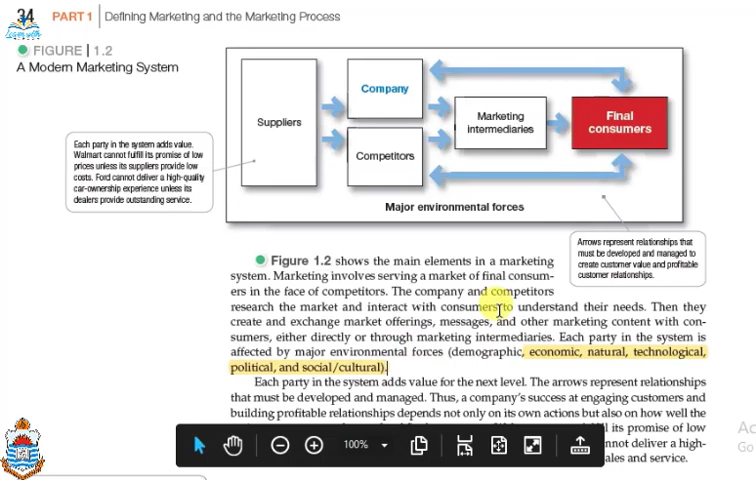 34 PART 1 Defining Marketing and the Marketing Process
FIGURE | 1.2
A Modern Marketing System
Suppliers
Company
Competitors
Marketing
intermediaries
Final
consumers
Major environmental forces
Each party in the system adds value.
Walmart cannot fulfill its promise of low
prices unless its suppliers provide low
costs. Ford cannot deliver a high-quality
car-ownership experience unless its
dealers provide outstanding service.
Arrows represent relationships that
must be developed and managed to
create customer value and profitable
customer relationships.
Figure 1.2 shows the main elements in a marketing
system. Marketing involves serving a market of final consum-
ers in the face of competitors. The company and competitors
research the market and interact with consumers to understand their needs. Then they
create and exchange market offerings, messages, and other marketing content with con-
sumers, either directly or through marketing intermediaries. Each party in the system is
affected by major environmental forces (demographic, economic, natural, technological,
political, and social/cultural).
Each party in the system adds value for the next level. The arrows represent relationships
that must be developed and managed. Thus, a company's success at engaging customers and
building profitable relationships depends not only on its own actions but also on how well the
its promise of low
nnot deliver a high-
ales and service.
100%
Go